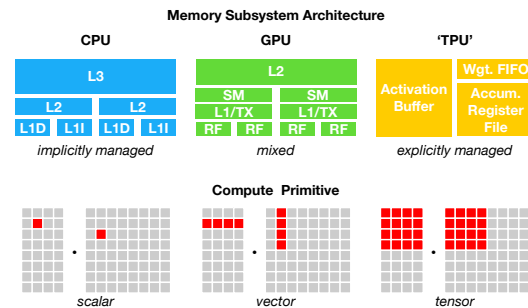 Memory Subsystem Architecture
CPU GPU 'TPU'
L3
L2 L2
L1D L1I L1D L1I
implicitly managed
L2
SM SM
L1/TX L1/TX
RF RF RF RF
mixed
Activation Buffer
Wgt. FIFO
Accum. Register File
explicitly managed
Compute Primitive
scalar vector tensor